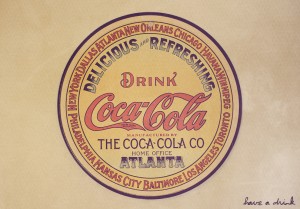 NEW YORK DALLAS ATLANTA NEW ORLEANS CHICAGO HAVANA WINNIPEG
DELICIOUS AND REFRESHING
DRINK
Coca-Cola
MANUFACTURED BY
THE COCA-COLA CO
HOME OFFICE
ATLANTA
PHILADELPHIA KANSAS CITY BALTIMORE LOS ANGELES TORONTO
have a drink